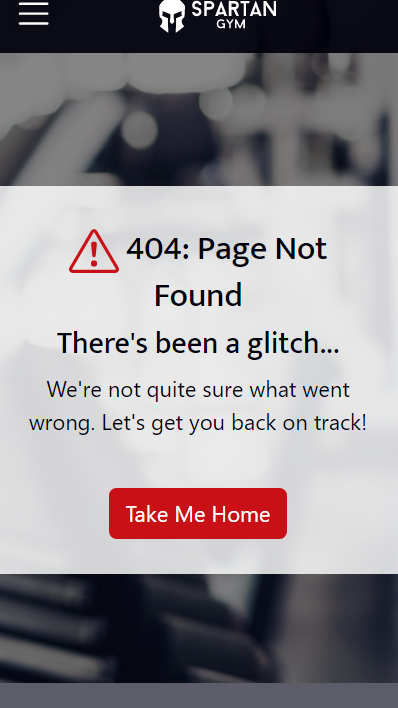 SPARTAN
GYM
404: Page Not
Found
There's been a glitch...
We're not quite sure what went
wrong. Let's get you back on track!
Take Me Home